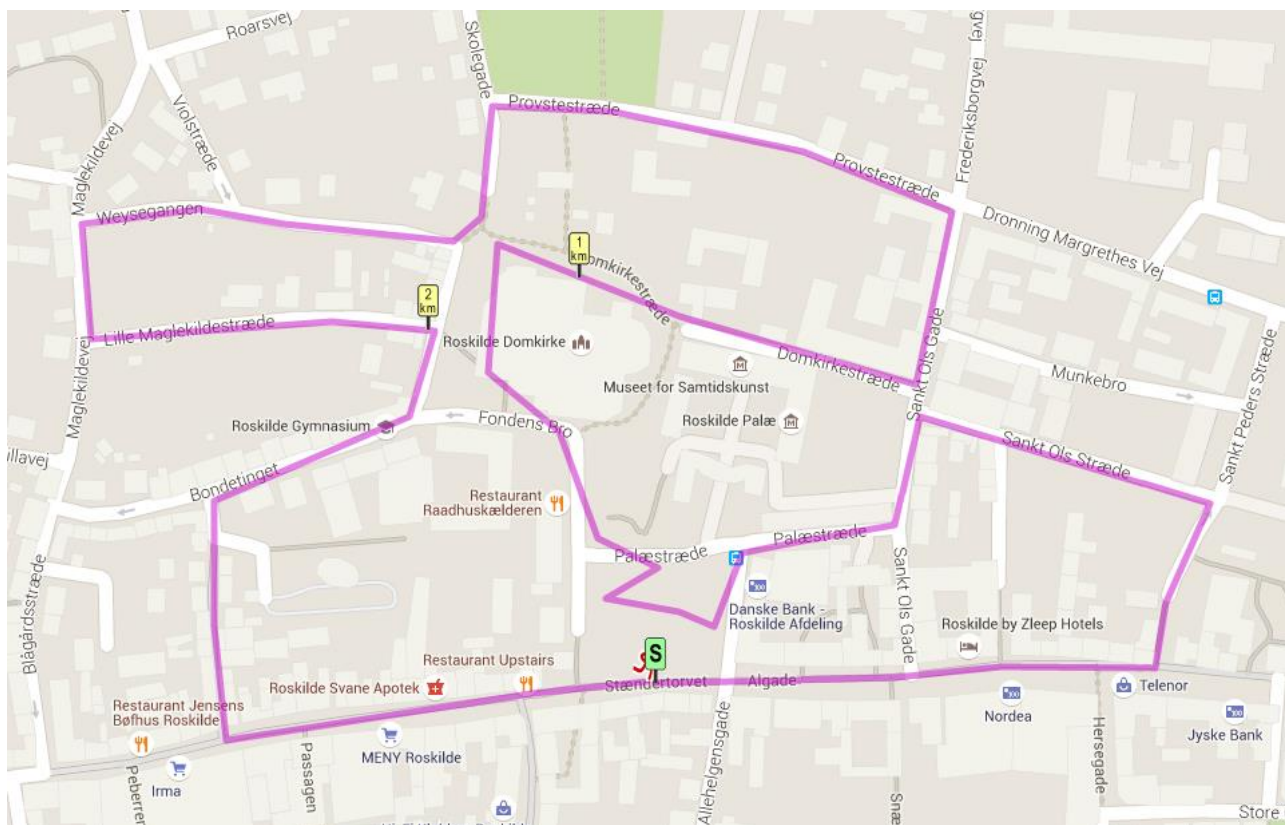 Roarsvej
Skolegade
Violstræde
Maglekildevej
Provstestræde
Frederiksborgvej
Provstestræde
Dronning Margrethes Vej
Weysegangen
1
km
Domkirkestræde
2
km
Lille Maglekildestræde
Roskilde Domkirke
Museet for Samtidskunst
Domkirkestræde
Sankt Ols Gade
Munkebro
Sankt Peders Stræde
Maglekildevej
Roskilde Gymnasium
Fondens Bro
Roskilde Palæ
Sankt Ols Stræde
Bondetinget
Restaurant
Raadhuskælderen
Palæstræde
Palæstræde
Sankt Ols Gade
Danske Bank -
Roskilde Afdeling
Roskilde by Zleep Hotels
Blågårdsstræde
Restaurant Upstairs
S
Roskilde Svane Apotek
Stændertorvet
Algade
Telenor
Nordea
Restaurant Jensens
Bøfhus Roskilde
Jyske Bank
MENY Roskilde
Passagen
Irma
Allehelgensgade
Hersegade
Store